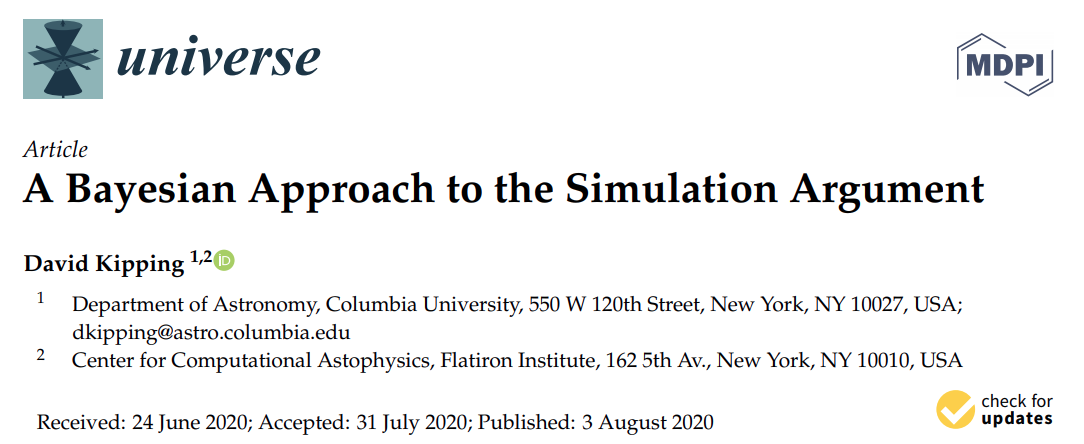 universe
MDPI
Article
A Bayesian Approach to the Simulation Argument
David Kipping 1,2 iD
1 Department of Astronomy, Columbia University, 550 W 120th Street, New York, NY 10027, USA;
dkipping@astro.columbia.edu
2 Center for Computational Astophysics, Flatiron Institute, 162 5th Av., New York, NY 10010, USA
Received: 24 June 2020; Accepted: 31 July 2020; Published: 3 August 2020
check for
updates